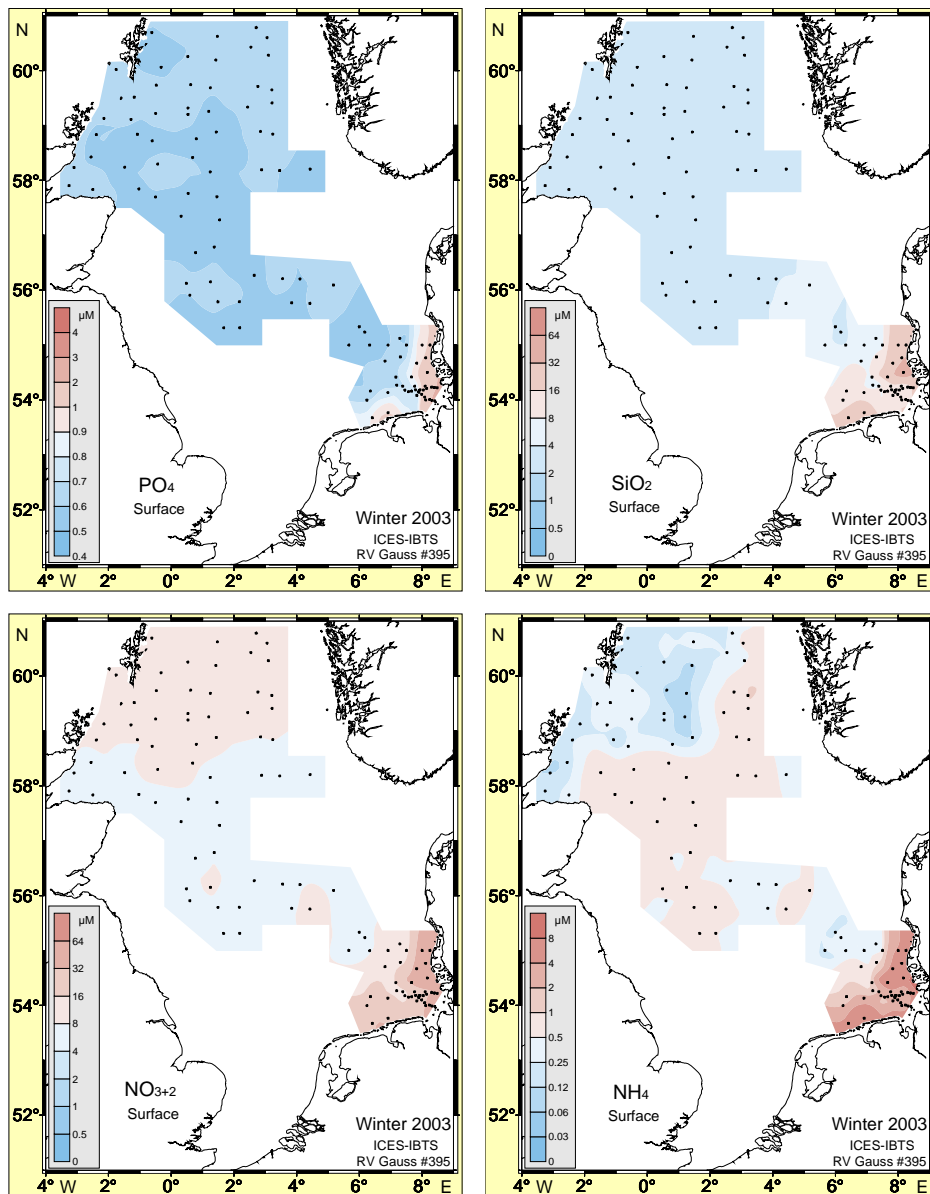 N
60°
58°
56°
54°
52°
µM
4
3
2
1
0.9
0.8
0.7
0.6
0.5
0.4
PO4
Surface
Winter 2003
ICES-IBTS
RV Gauss #395
4° W 0° 2° 4° 6° 8° E
N
60°
58°
56°
54°
52°
µM
64
32
16
8
4
2
1
0.5
0
SiO2
Surface
Winter 2003
ICES-IBTS
RV Gauss #395
4° W 0° 2° 4° 6° 8° E
N
60°
58°
56°
54°
52°
µM
64
32
16
8
4
2
1
0.5
0
NO3+2
Surface
Winter 2003
ICES-IBTS
RV Gauss #395
4° W 0° 2° 4° 6° 8° E
N
60°
58°
56°
54°
52°
µM
8
4
2
1
0.5
0.25
0.12
0.06
0.03
0
NH4
Surface
Winter 2003
ICES-IBTS
RV Gauss #395
4° W 0° 2° 4° 6° 8° E